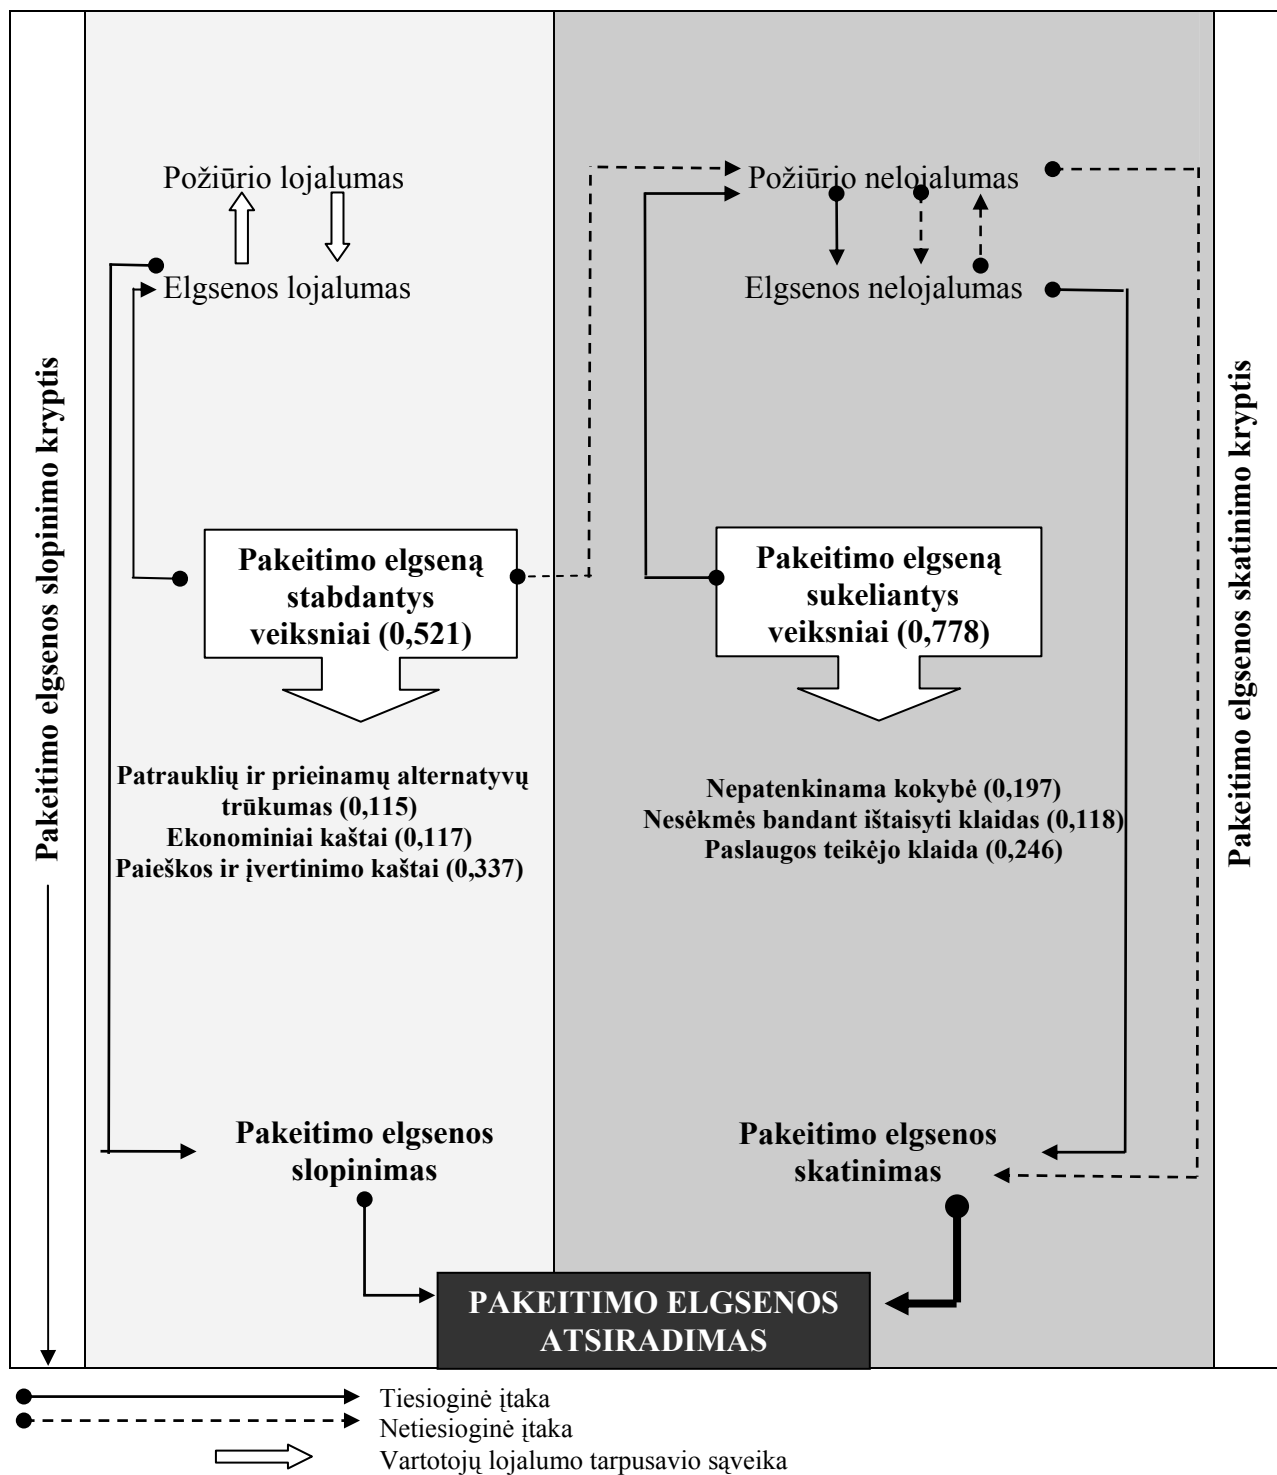 Pakeitimo elgsenos slopinimo kryptis
Požiūrio lojalumas
Elgsenos lojalumas
Pakeitimo elgseną
stabdantys
veiksniai (0,521)
Patrauklių ir prieinamų alternatyvų
trūkumas (0,115)
Ekonominiai kaštai (0,117)
Paieškos ir įvertinimo kaštai (0,337)
Pakeitimo elgsenos
slopinimas
Požiūrio nelojalumas
Elgsenos nelojalumas
Pakeitimo elgseną
sukeliantys
veiksniai (0,778)
Nepatenkinama kokybė (0,197)
Nesėkmės bandant ištaisyti klaidas (0,118)
Paslaugos teikėjo klaida (0,246)
Pakeitimo elgsenos
skatinimas
Pakeitimo elgsenos skatinimo kryptis
PAKEITIMO ELGSENOS
ATSIRADIMAS
Tiesioginė įtaka
Netiesioginė įtaka
Vartotojų lojalumo tarpusavio sąveika